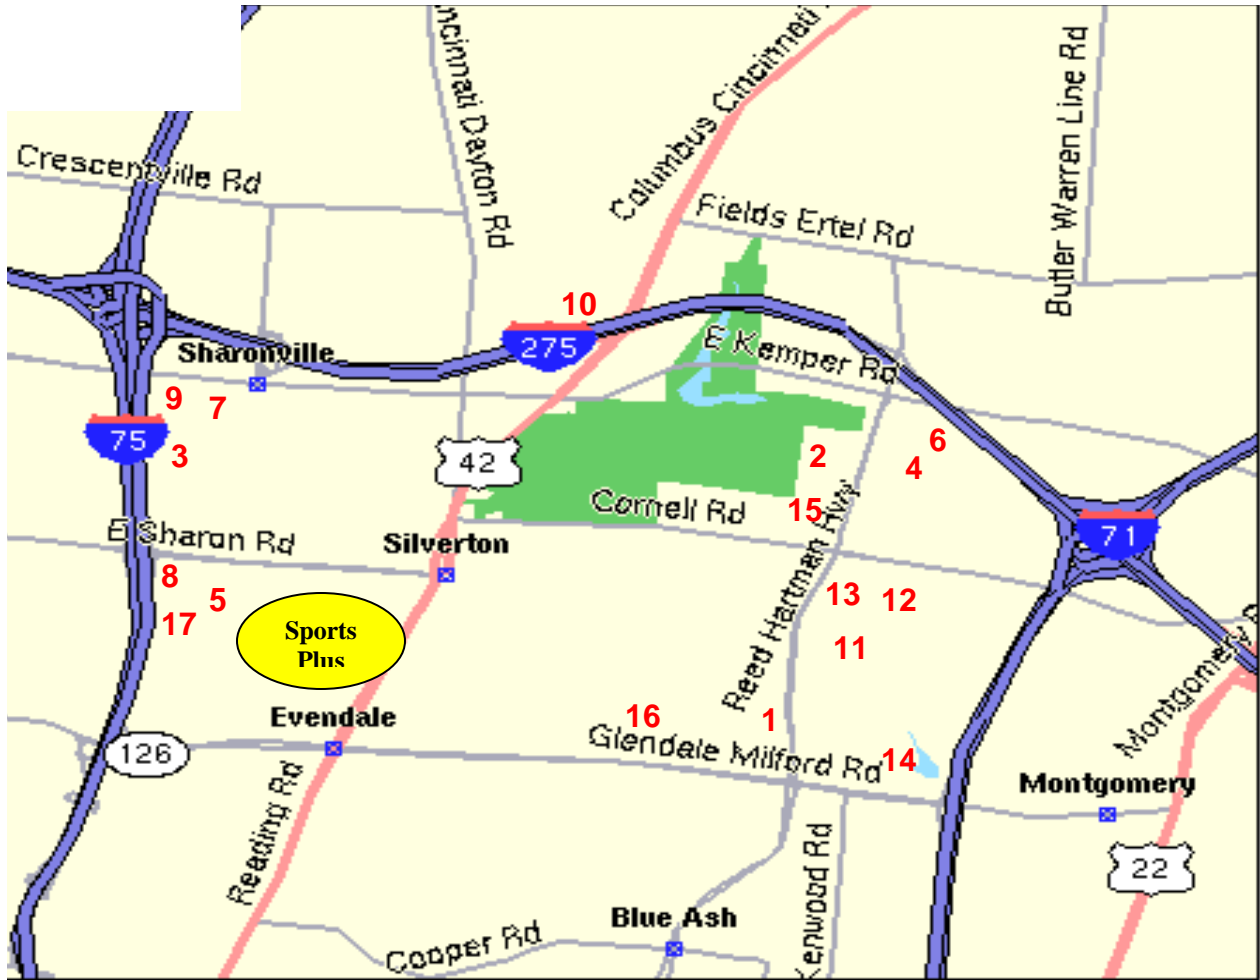 ncinnati Dayton Rd
Columbus Cincinnati
Butler Warren Line Rd
Crescentville Rd
Fields Ertel Rd
10
275
E Kemper Rd
Sharonville
9
7
75
3
42
2
6
4
Cornell Rd
15
Reed Hartman Hwy
71
E Sharon Rd
Silverton
8
5
17
Sports
Plus
13
12
11
Evendale
16
1
Glendale Milford Rd
14
126
Montgomery
Montgomery
Reading Rd
22
Kenwood Rd
Blue Ash
Cooper Rd